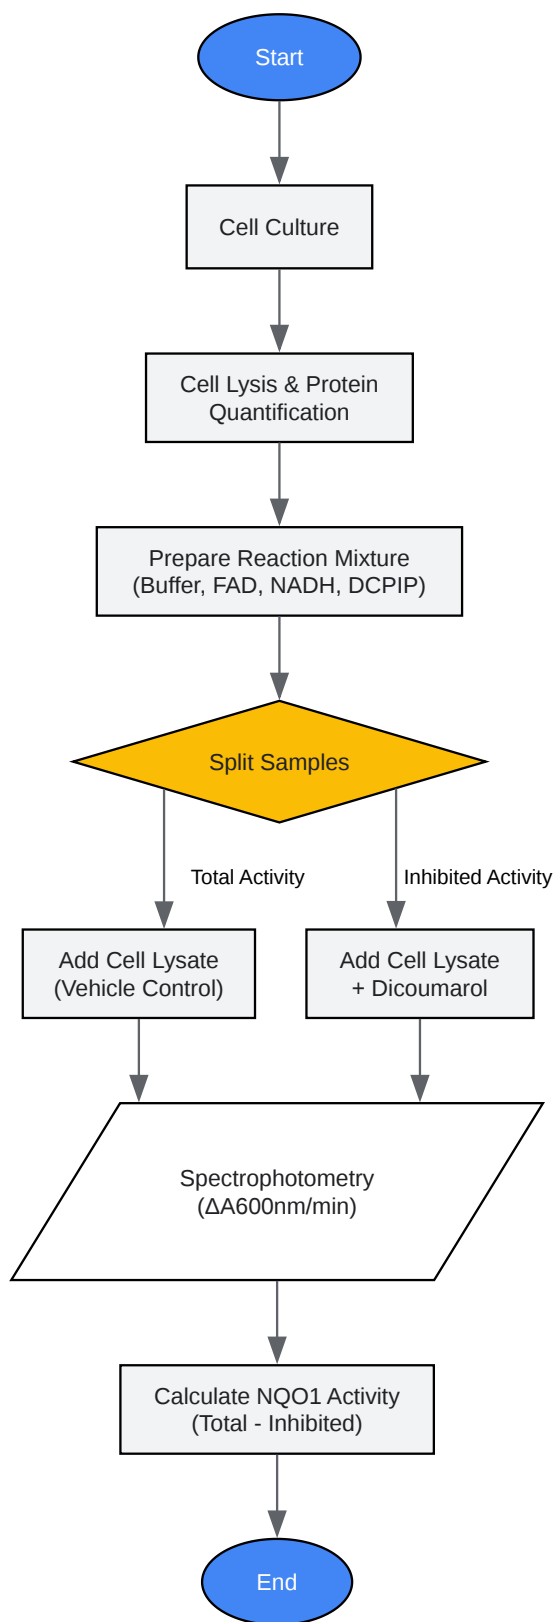 Start
Cell Culture
Cell Lysis & Protein
Quantification
Prepare Reaction Mixture
(Buffer, FAD, NADH, DCPIP)
Split Samples
Total Activity
Inhibited Activity
Add Cell Lysate
(Vehicle Control)
Add Cell Lysate
+ Dicoumarol
Spectrophotometry
(ΔA600nm/min)
Calculate NQO1 Activity
(Total - Inhibited)
End